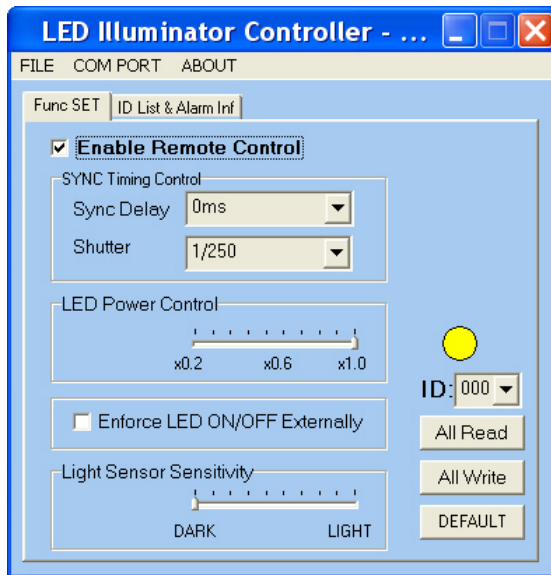 LED Illuminator Controller - ...
FILE COM PORT ABOUT
Func SET ID List & Alarm Inf
Enable Remote Control
SYNC Timing Control
Sync Delay 0ms
Shutter 1/250
LED Power Control
x0.2 x0.6 x1.0
ID: 000
Enforce LED ON/OFF Externally
All Read
Light Sensor Sensitivity
All Write
DARK LIGHT
DEFAULT